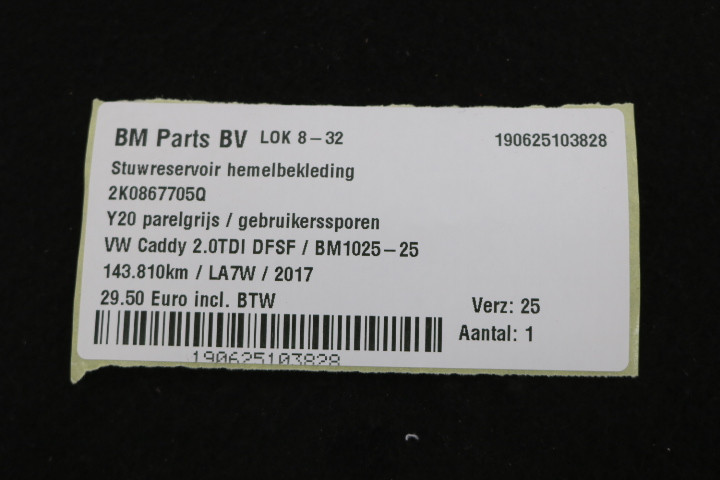 BM Parts BV LOK 8-32 190625103828
Stuwreservoir hemelbekleding
2K0867705Q
Y20 parelgrijs / gebruikerssporen
VW Caddy 2.0TDI DFSF / BM1025-25
143.810km / LA7W / 2017
29.50 Euro incl. BTW Verz: 25
Aantal: 1
190625103828